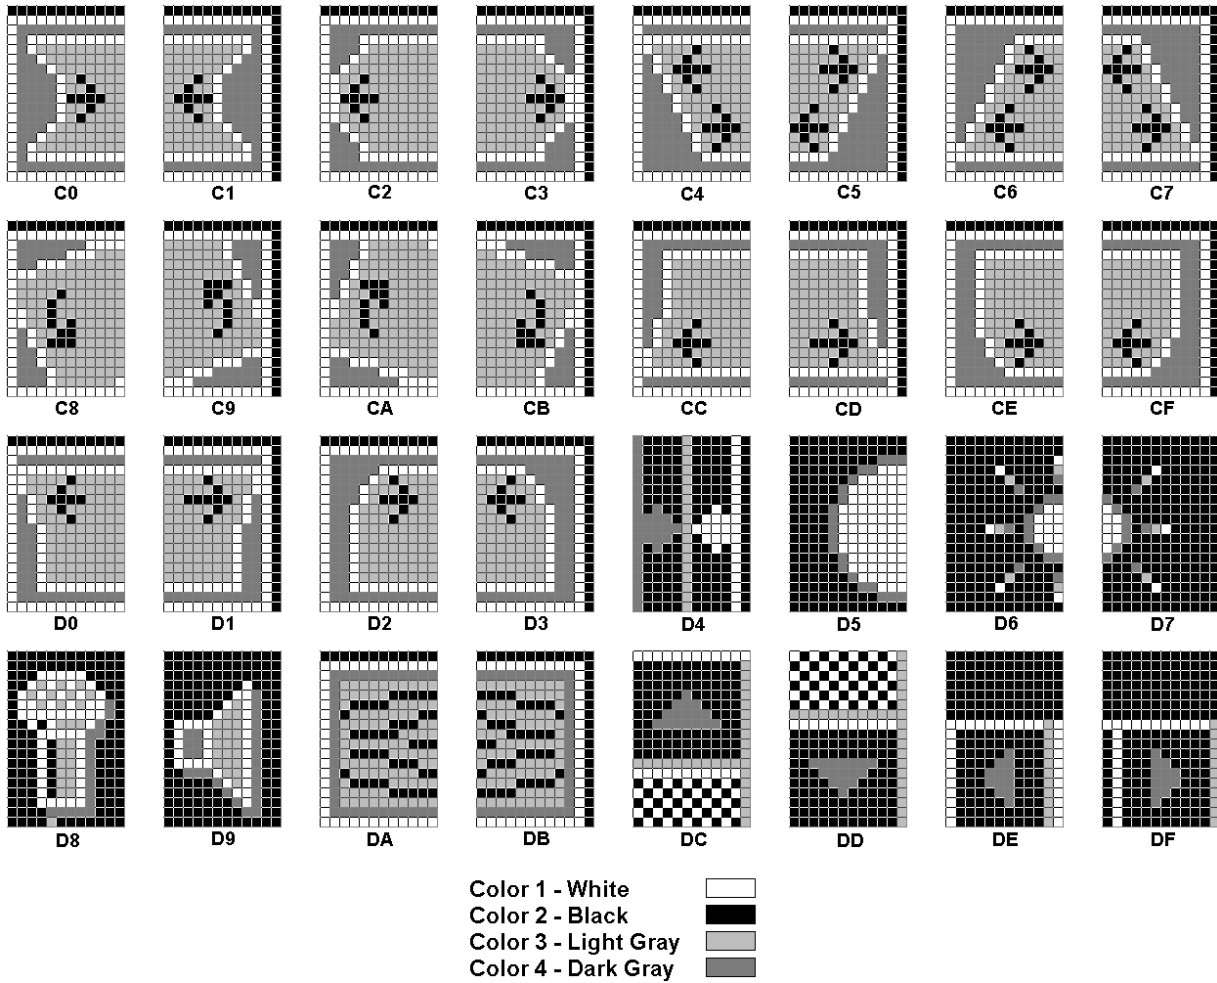 C0 C1 C2 C3 C4 C5 C6 C7
C8 C9 CA CB CC CD CE CF
D0 D1 D2 D3 D4 D5 D6 D7
D8 D9 DA DB DC DD DE DF
Color 1 - White
Color 2 - Black
Color 3 - Light Gray
Color 4 - Dark Gray